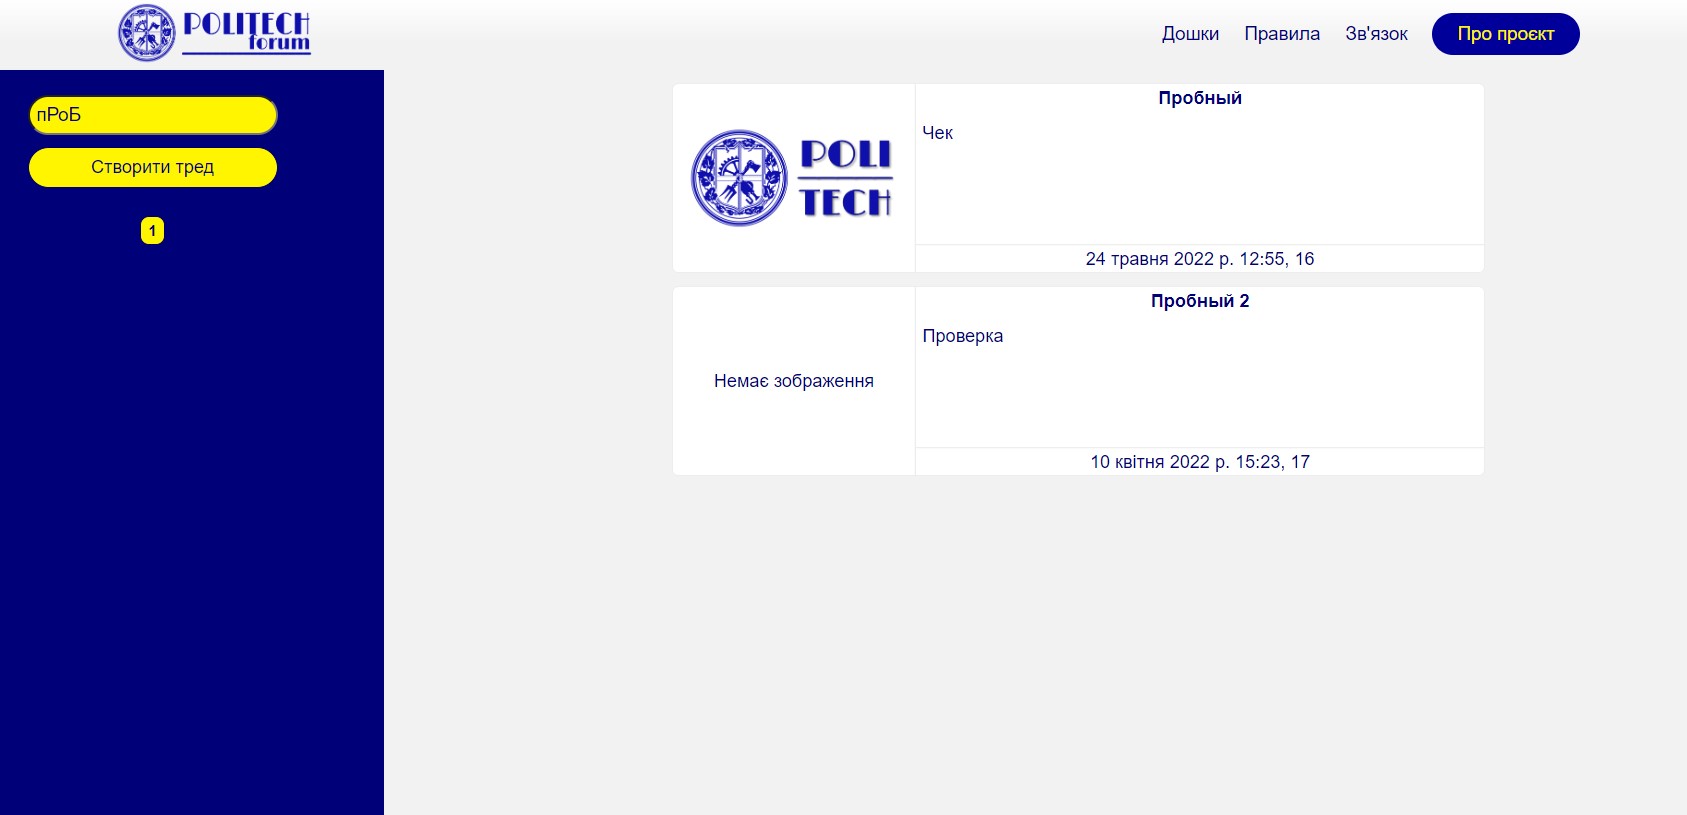 POLITECH
forum
Дошки Правила Зв'язок Про проєкт
пРоБ
Створити тред
1
POLI
TECH
Пробный
Чек
24 травня 2022 р. 12:55, 16
Немає зображення
Пробный 2
Проверка
10 квітня 2022 р. 15:23, 17